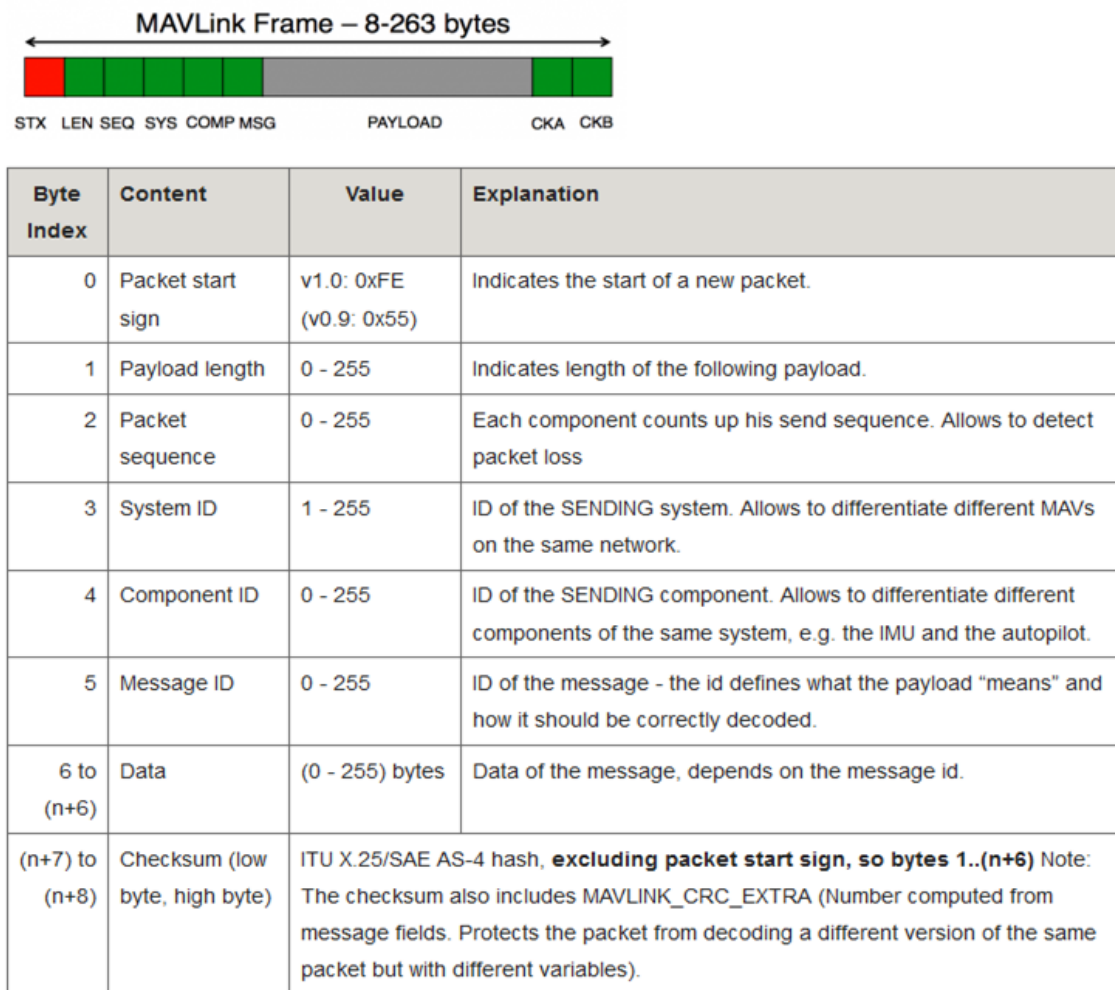 MAVLink Frame – 8-263 bytes
STX LEN SEQ SYS COMP MSG PAYLOAD CKA CKB
Byte Index Content Value Explanation
0 Packet start sign v1.0: 0xFE (v0.9: 0x55) Indicates the start of a new packet.
1 Payload length 0 - 255 Indicates length of the following payload.
2 Packet sequence 0 - 255 Each component counts up his send sequence. Allows to detect packet loss
3 System ID 1 - 255 ID of the SENDING system. Allows to differentiate different MAVs on the same network.
4 Component ID 0 - 255 ID of the SENDING component. Allows to differentiate different components of the same system, e.g. the IMU and the autopilot.
5 Message ID 0 - 255 ID of the message - the id defines what the payload “means” and how it should be correctly decoded.
6 to (n+6) Data (0 - 255) bytes Data of the message, depends on the message id.
(n+7) to (n+8) Checksum (low byte, high byte) ITU X.25/SAE AS-4 hash, excluding packet start sign, so bytes 1..(n+6) Note: The checksum also includes MAVLINK_CRC_EXTRA (Number computed from message fields. Protects the packet from decoding a different version of the same packet but with different variables).